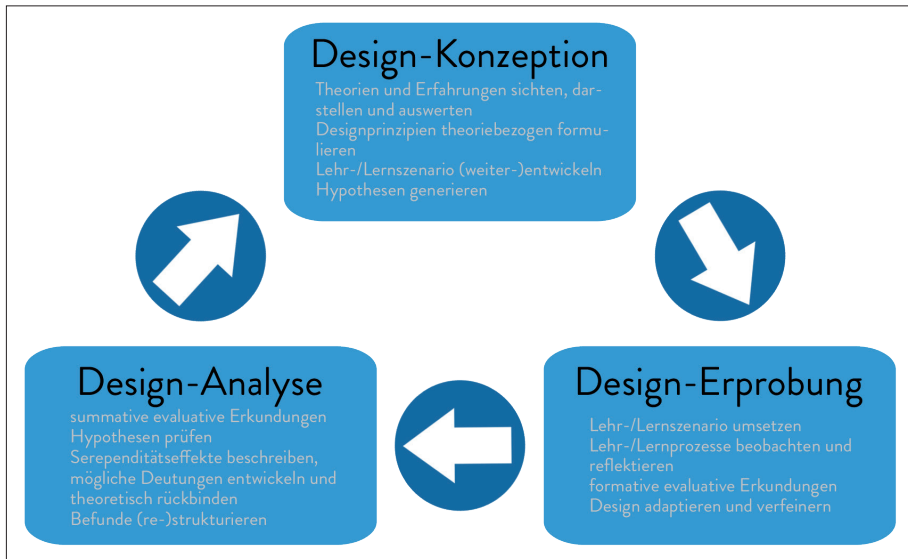 Design-Konzeption
Theorien und Erfahrungen sichten, dar-
stellen und auswerten
Designprinzipien theoriebezogen formu-
lieren
Lehr-/Lernszenario (weiter-)entwickeln
Hypothesen generieren
Design-Analyse
summative evaluative Erkundungen
Hypothesen prüfen
Serependitätseffekte beschreiben,
mögliche Deutungen entwickeln und
theoretisch rückbinden
Befunde (re-)strukturieren
Design-Erprobung
Lehr-/Lernszenario umsetzen
Lehr-/Lernprozesse beobachten und
reflektieren
formative evaluative Erkundungen
Design adaptieren und verfeinern